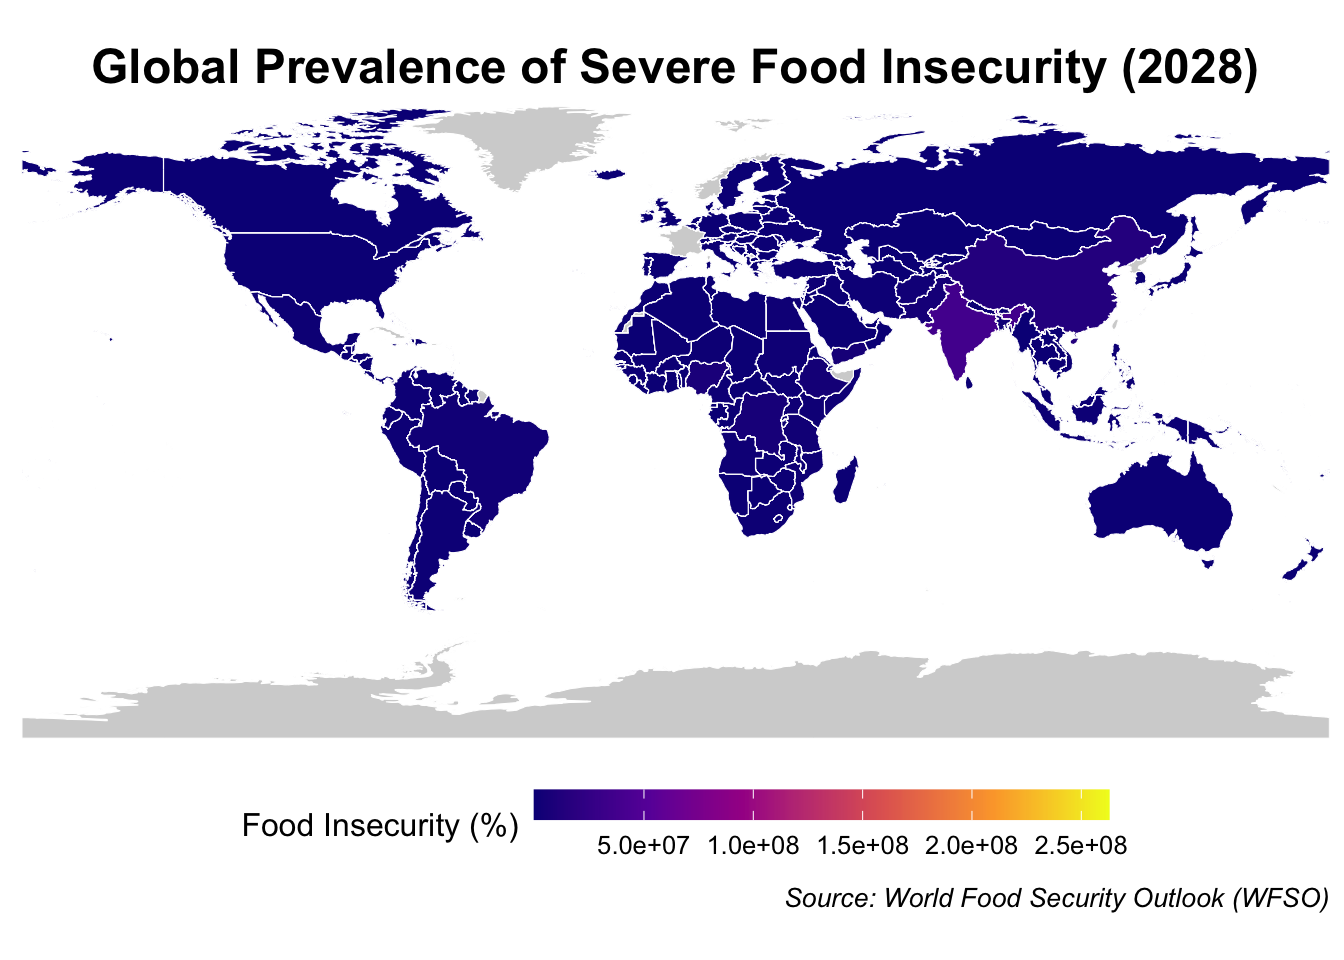 Global Prevalence of Severe Food Insecurity (2028)
Food Insecurity (%)
5.0e+07 1.0e+08 1.5e+08 2.0e+08 2.5e+08
Source: World Food Security Outlook (WFSO)